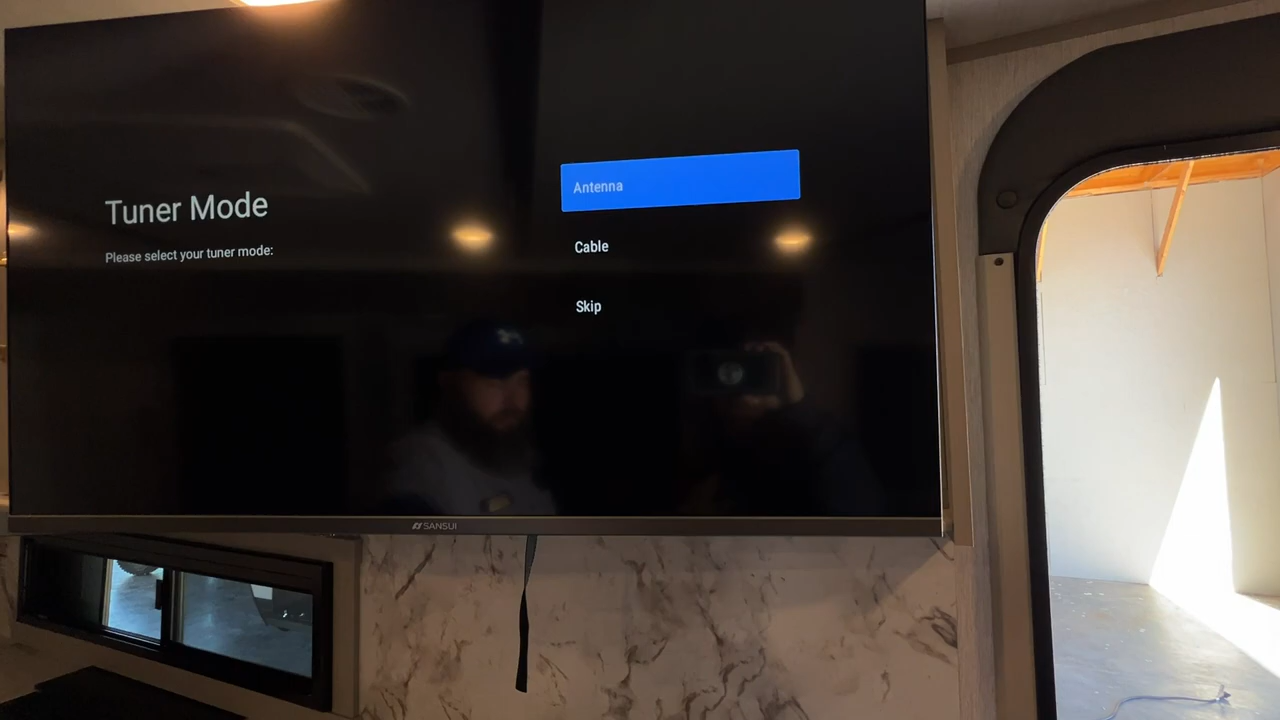 Tuner Mode
Please select your tuner mode:
Antenna
Cable
Skip
SANSUI